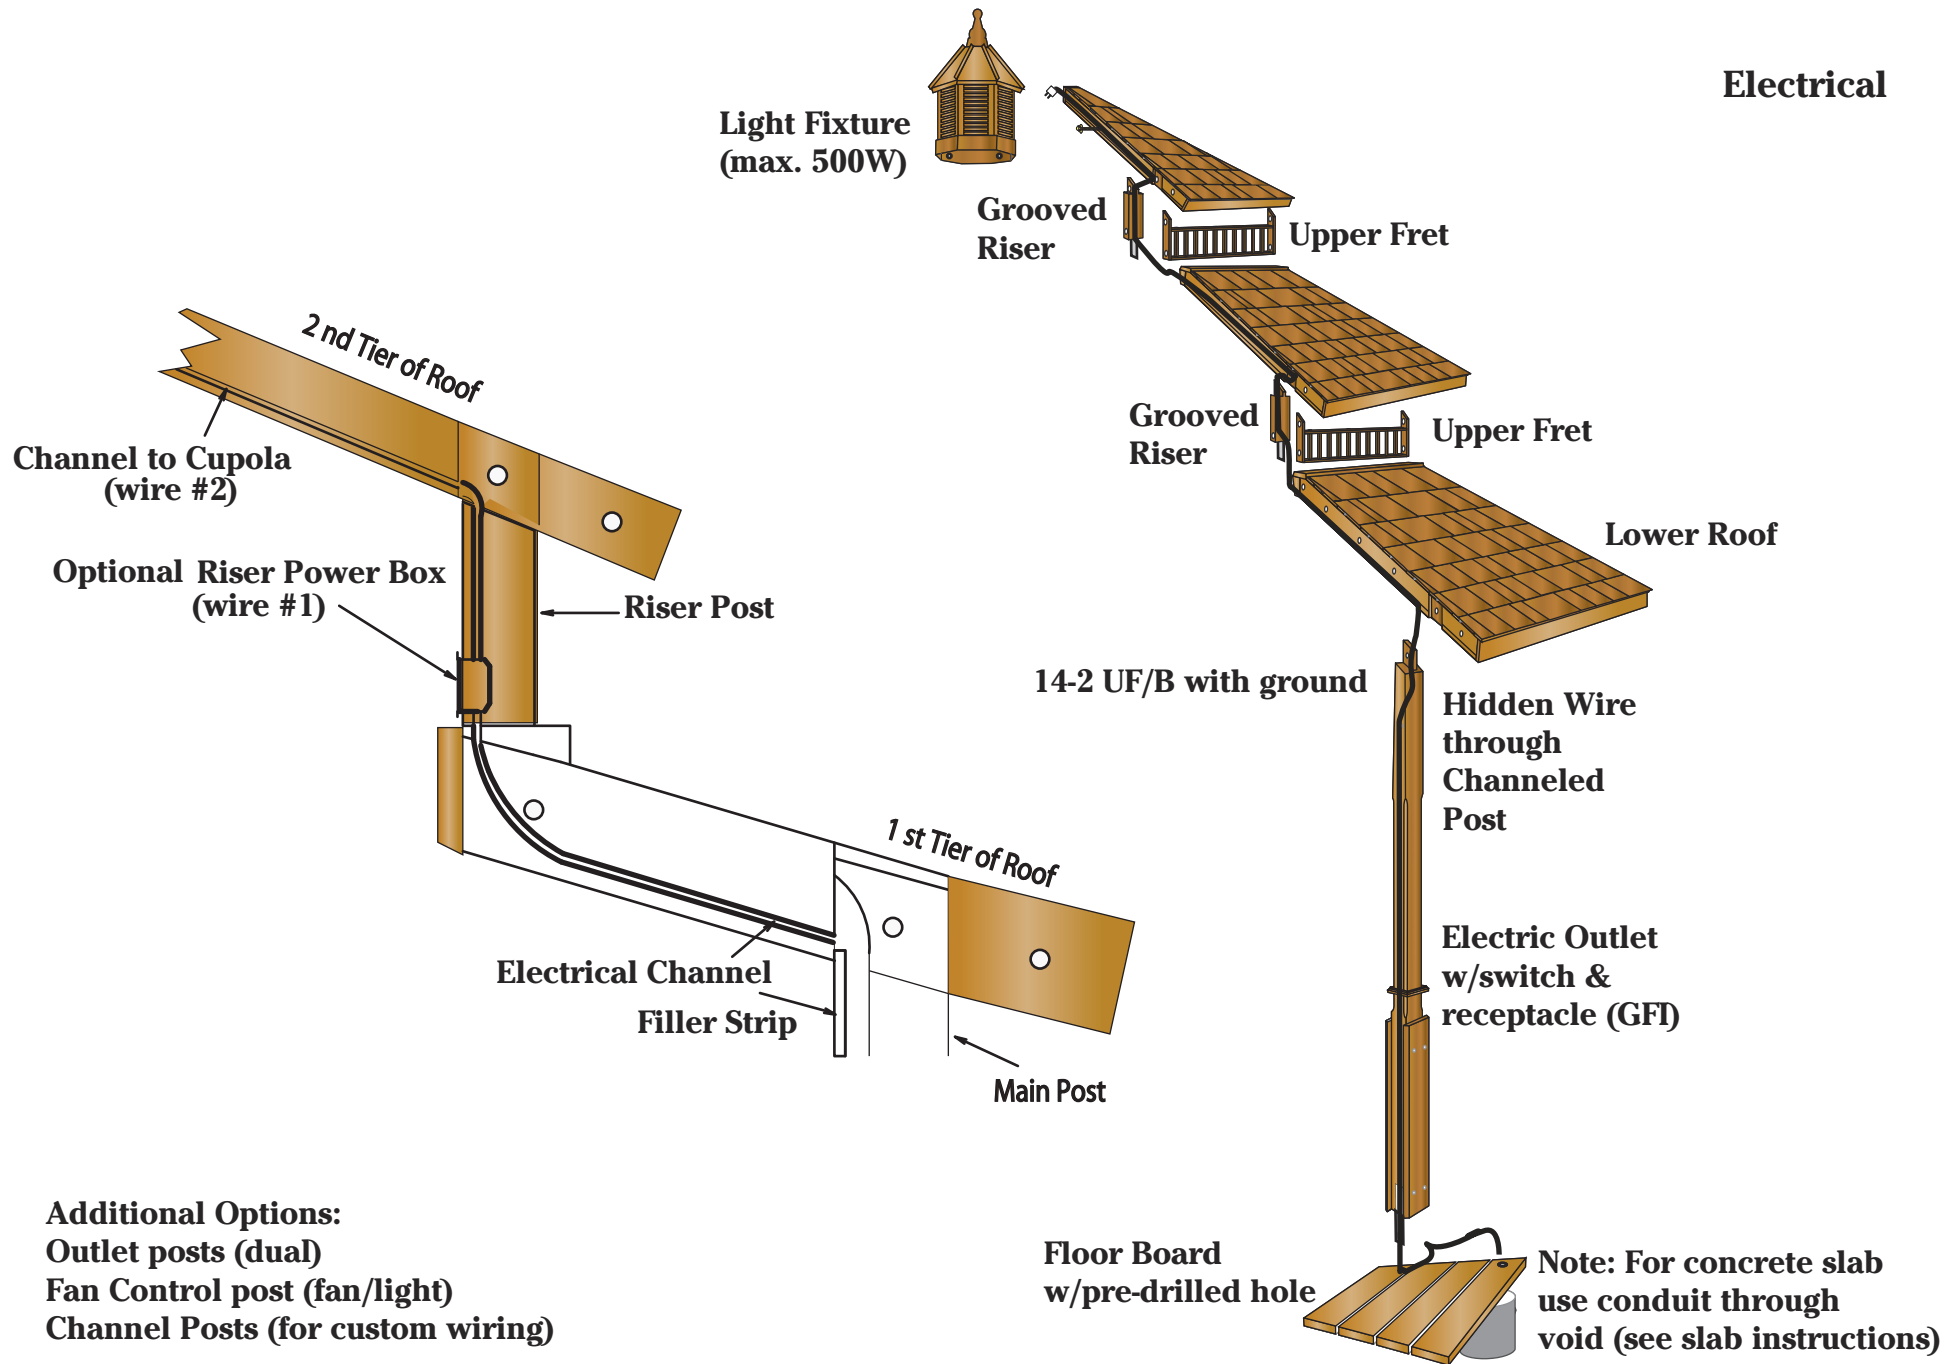 Electrical
Light Fixture
(max. 500W)
Grooved
Riser
Upper Fret
2 nd Tier of Roof
Channel to Cupola
(wire #2)
Grooved
Riser
Upper Fret
Lower Roof
Optional Riser Power Box
(wire #1)
Riser Post
14-2 UF/B with ground
Hidden Wire
through
Channeled
Post
1 st Tier of Roof
Electric Outlet
w/switch &
receptacle (GFI)
Electrical Channel
Filler Strip
Main Post
Additional Options:
Outlet posts (dual)
Fan Control post (fan/light)
Channel Posts (for custom wiring)
Floor Board
w/pre-drilled hole
Note: For concrete slab
use conduit through
void (see slab instructions)